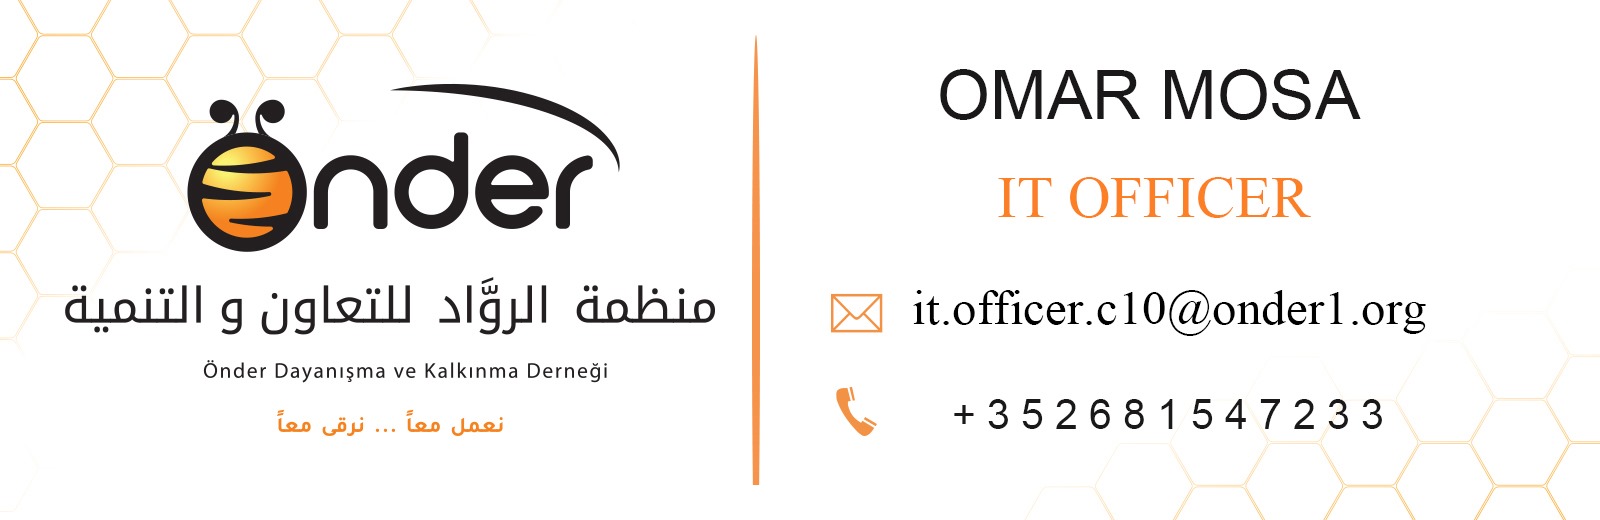 önder
منظمة الروَّاد للتعاون و التنمية
Önder Dayanışma ve Kalkınma Derneği
نعمل معاً ... نرقى معاً
OMAR MOSA
IT OFFICER
it.officer.c10@onder1.org
+352681547233